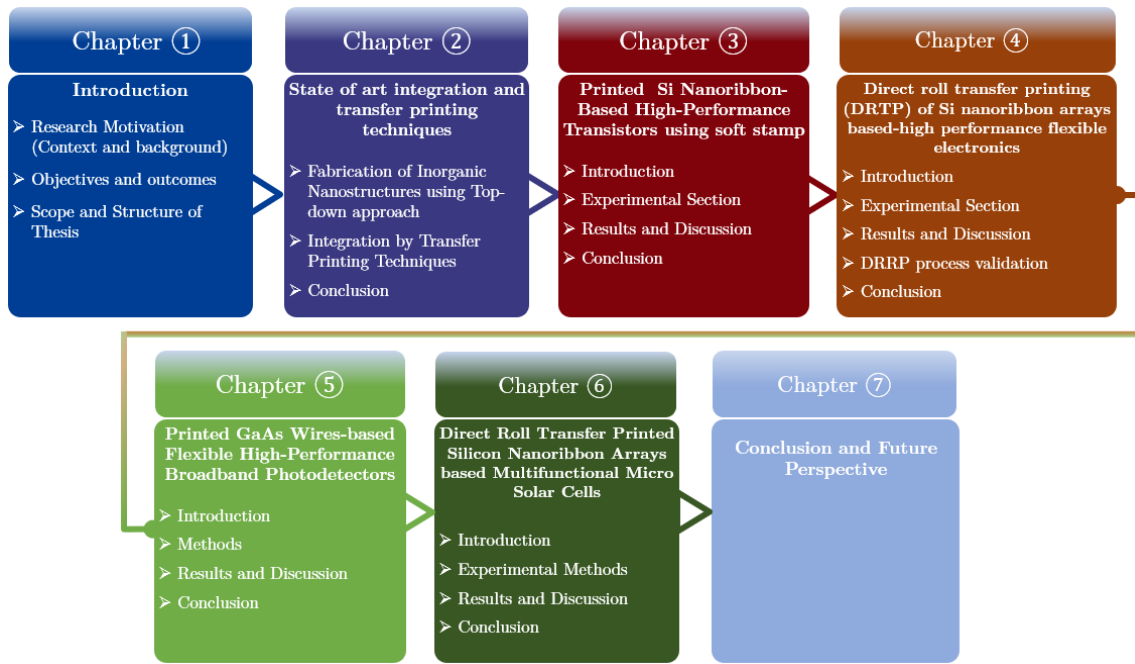 Chapter ①
Introduction
➢ Research Motivation
(Context and background)
➢ Objectives and outcomes
➢ Scope and Structure of
Thesis
Chapter ②
State of art integration and
transfer printing
techniques
➢ Fabrication of Inorganic
Nanostructures using Top-
down approach
➢ Integration by Transfer
Printing Techniques
➢ Conclusion
Chapter ③
Printed Si Nanoribbon-
Based High-Performance
Transistors using soft stamp
➢ Introduction
➢ Experimental Section
➢ Results and Discussion
➢ Conclusion
Chapter ④
Direct roll transfer printing
(DRTP) of Si nanoribbon arrays
based-high performance flexible
electronics
➢ Introduction
➢ Experimental Section
➢ Results and Discussion
➢ DRRP process validation
➢ Conclusion
Chapter ⑤
Printed GaAs Wires-based
Flexible High-Performance
Broadband Photodetectors
➢ Introduction
➢ Methods
➢ Results and Discussion
➢ Conclusion
Chapter ⑥
Direct Roll Transfer Printed
Silicon Nanoribbon Arrays
based Multifunctional Micro
Solar Cells
➢ Introduction
➢ Experimental Methods
➢ Results and Discussion
➢ Conclusion
Chapter ⑦
Conclusion and Future
Perspective